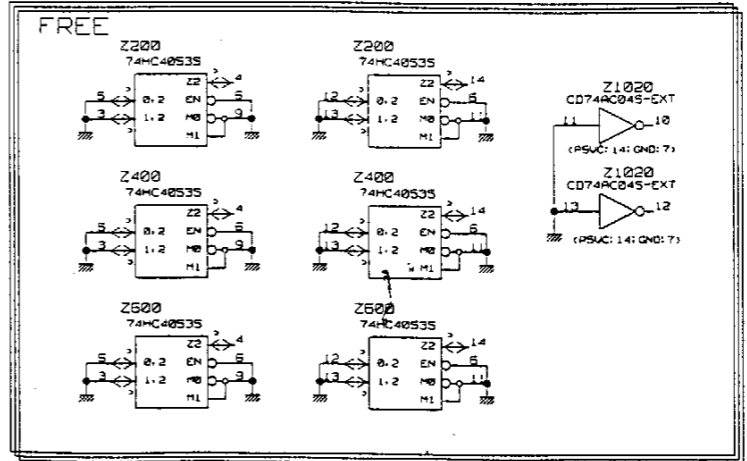 FREE
Z200
74HC4053S
Z2 4
5 0,2 EN 6
3 1,2 M0 9
M1
Z200
74HC4053S
Z2 14
12 0,2 EN 6
13 1,2 M0 11
M1
Z1020
CD74AC04S-EXT
11 10
(PSVC:14;GND:7)
Z400
74HC4053S
Z2 4
5 0,2 EN 6
3 1,2 M0 9
M1
Z400
74HC4053S
Z2 14
12 0,2 EN 6
13 1,2 M0 11
M1
Z1020
CD74AC04S-EXT
13 12
(PSVC:14;GND:7)
Z600
74HC4053S
Z2 4
5 0,2 EN 6
3 1,2 M0 9
M1
Z600
74HC4053S
Z2 14
12 0,2 EN 6
13 1,2 M0 11
M1